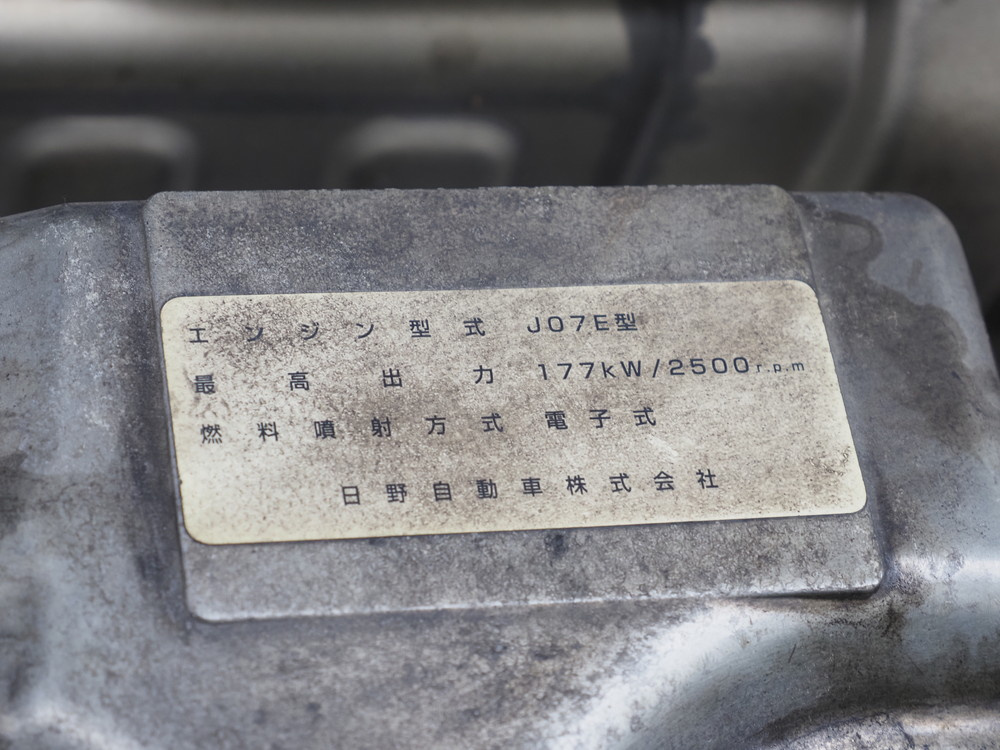 エンジン型式 J07E型
最高出力 177kW/2500r.p.m
燃料噴射方式 電子式
日野自動車株式会社